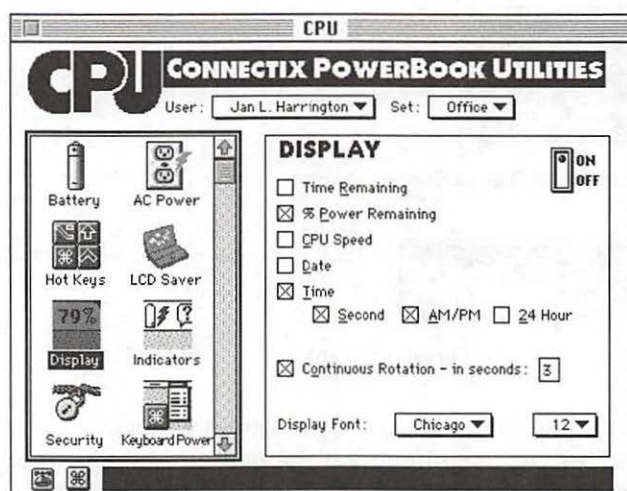 CPU
CPU CONNECTIX POWERBOOK UTILITIES
User: Jan L. Harrington Set: Office
Battery AC Power
Hot Keys LCD Saver
79%
Display Indicators
Security Keyboard Power
DISPLAY
ON
OFF
Time Remaining
% Power Remaining
CPU Speed
Date
Time
Second AM/PM 24 Hour
Continuous Rotation - in seconds: 3
Display Font: Chicago 12